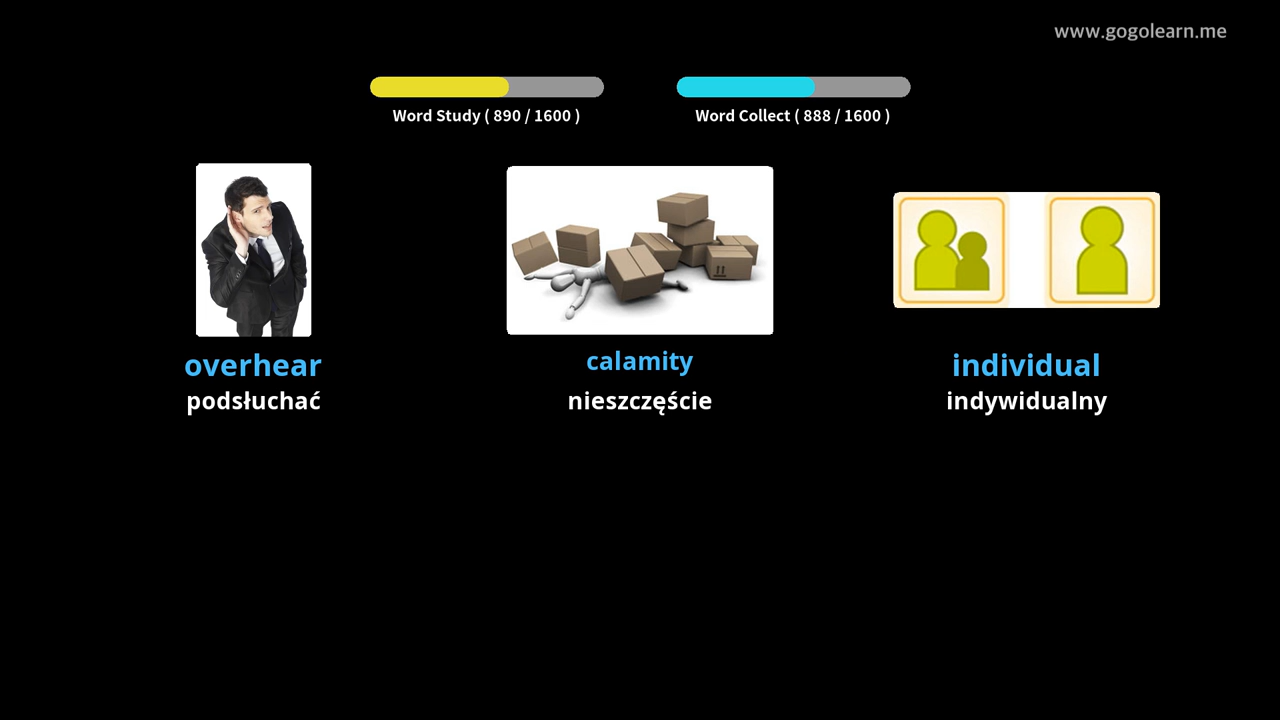 www.gogolearn.me
Word Study ( 890 / 1600 )
Word Collect ( 888 / 1600 )
overhear
podsłuchać
calamity
nieszczęście
individual
indywidualny